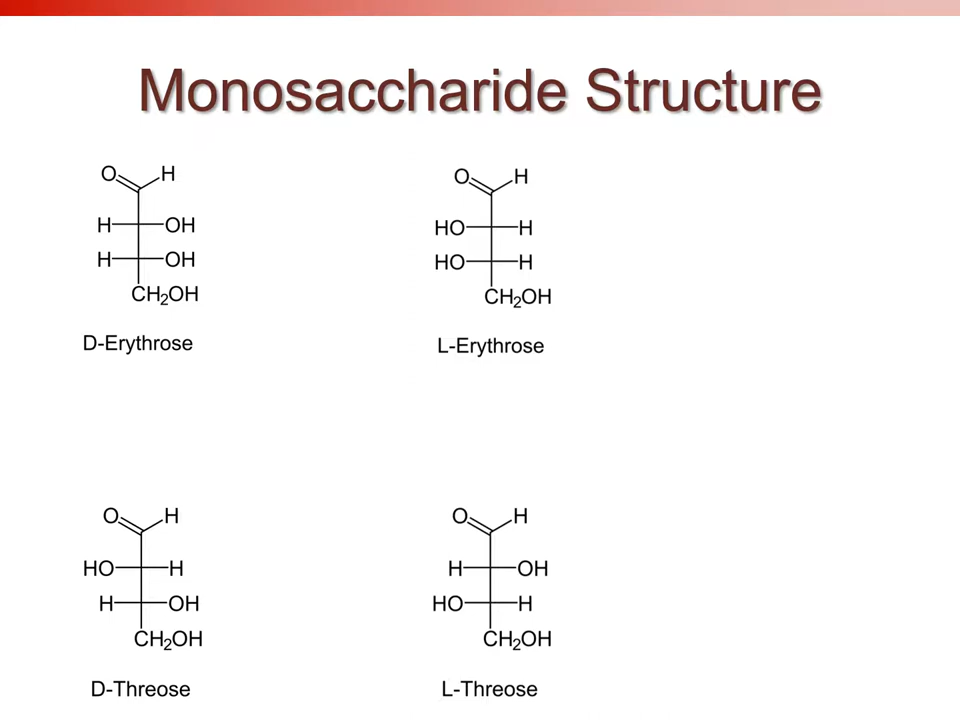 Monosaccharide Structure
O H
H OH
H OH
CH₂OH
D-Erythrose
O H
HO H
HO H
CH₂OH
L-Erythrose
O H
HO H
H OH
CH₂OH
D-Threose
O H
H OH
HO H
CH₂OH
L-Threose